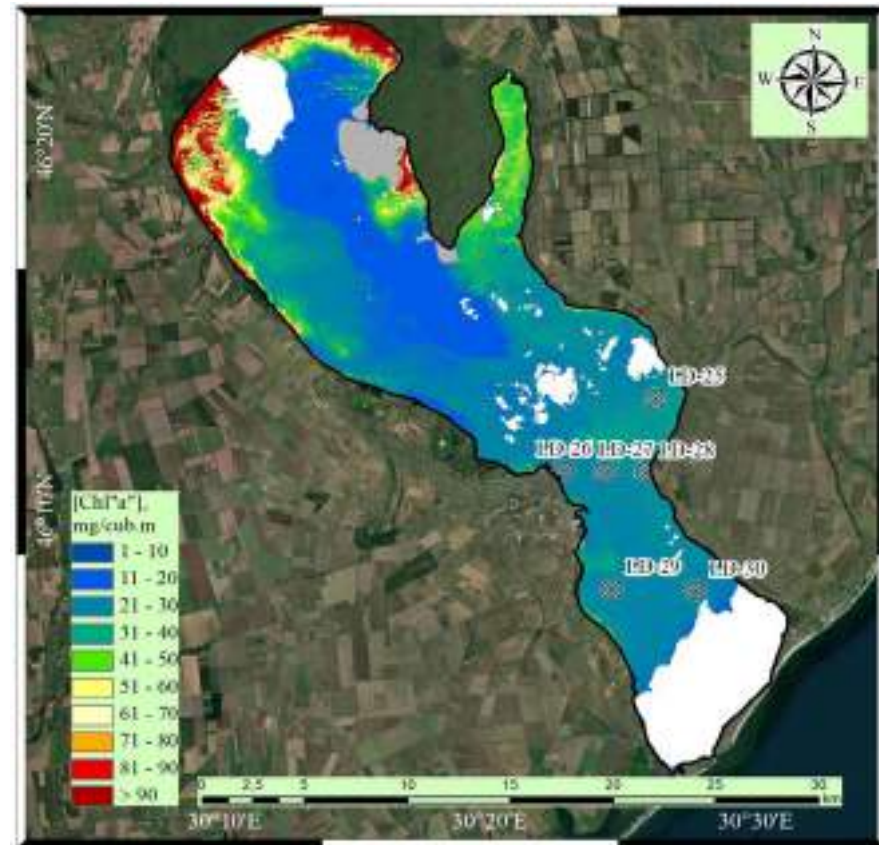 N
W E
S
46°20'N
LD-25
LD-26 LD-27 LD-28
46°10'N
[Chl"a"],
mg/cub.m
1 - 10
11 - 20
21 - 30
31 - 40
41 - 50
51 - 60
61 - 70
71 - 80
81 - 90
> 90
LD-29 LD-30
0 2,5 5 10 15 20 25 30
km
30°10'E 30°20'E 30°30'E